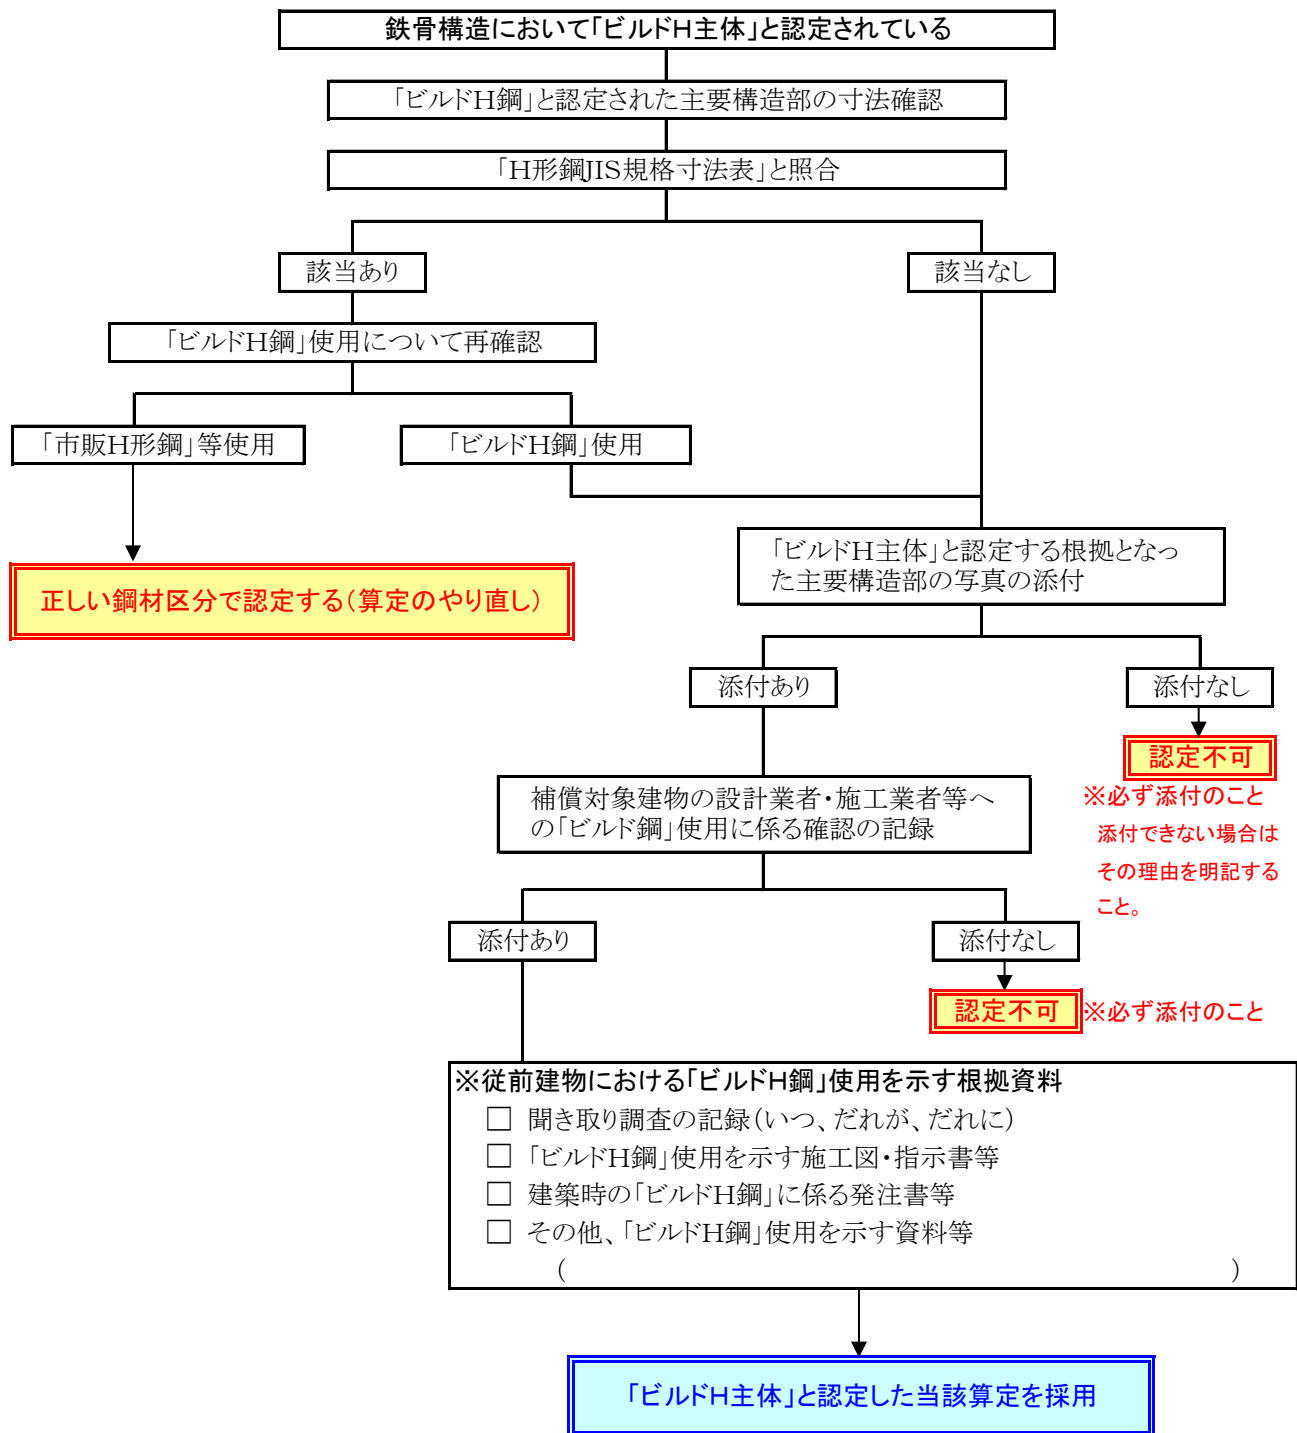 鉄骨構造において「ビルドH主体」と認定されている
「ビルドH鋼」と認定された主要構造部の寸法確認
「H形鋼JIS規格寸法表」と照合
該当あり
該当なし
「ビルドH鋼」使用について再確認
「市販H形鋼」等使用
「ビルドH鋼」使用
正しい鋼材区分で認定する(算定のやり直し)
「ビルドH主体」と認定する根拠となっ
た主要構造部の写真の添付
添付あり
添付なし
認定不可
※必ず添付のこと
添付できない場合は
その理由を明記する
こと。
補償対象建物の設計業者・施工業者等へ
の「ビルド鋼」使用に係る確認の記録
添付あり
添付なし
認定不可 ※必ず添付のこと
※従前建物における「ビルドH鋼」使用を示す根拠資料
□ 聞き取り調査の記録(いつ、だれが、だれに)
□ 「ビルドH鋼」使用を示す施工図・指示書等
□ 建築時の「ビルドH鋼」に係る発注書等
□ その他、「ビルドH鋼」使用を示す資料等
( )
「ビルドH主体」と認定した当該算定を採用